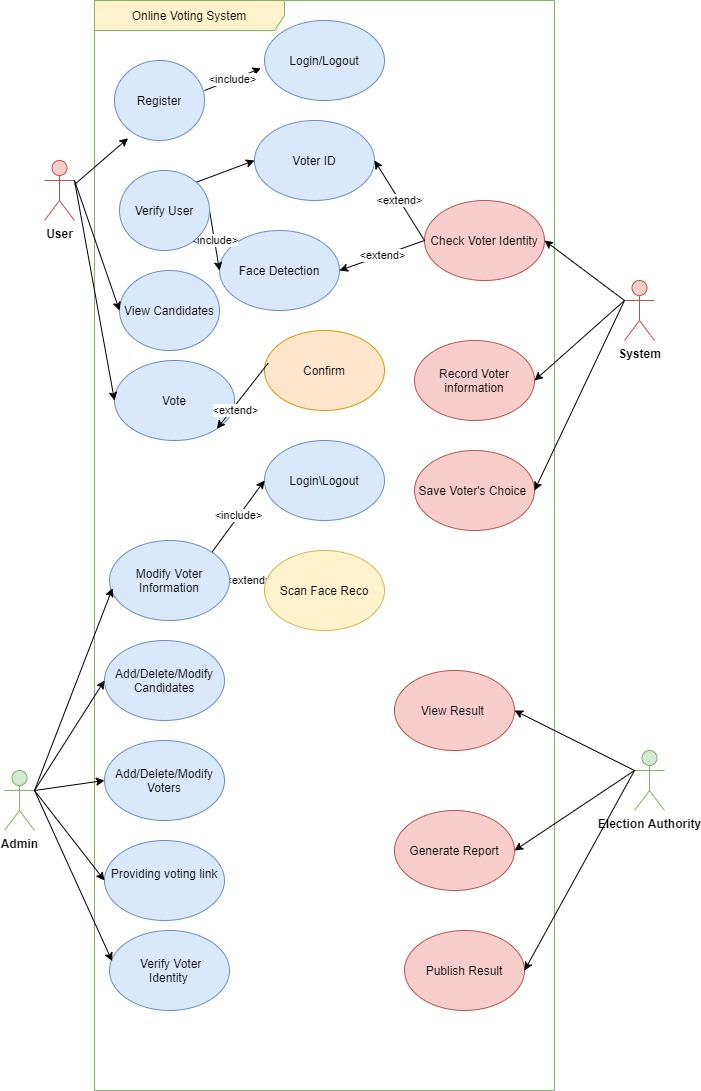 Online Voting System
Login/Logout
<include>
Register
Voter ID
User
Verify User
<extend>
<include>
Check Voter Identity
<extend>
Face Detection
View Candidates
System
Confirm
Record Voter
information
Vote
<extend>
Login\Logout
Save Voter's Choice
<include>
Modify Voter
Information
<extend>
Scan Face Reco
Add/Delete/Modify
Candidates
View Result
Add/Delete/Modify
Voters
Election Authority
Admin
Generate Report
Providing voting link
Verify Voter
Identity
Publish Result